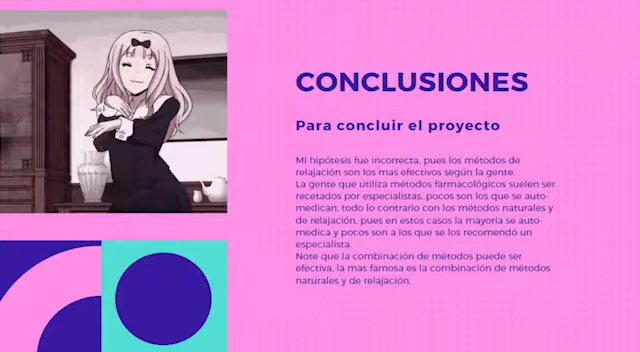 CONCLUSIONES
Para concluir el proyecto
Mi hipótesis fue incorrecta, pues los métodos de
relajación son los mas efectivos según la gente.
La gente que utiliza métodos farmacológicos suelen ser
recetados por especialistas, pocos son los que se auto-
medican, todo lo contrario con los métodos naturales y
de relajación, pues en estos casos la mayoría se auto-
medica y pocos son a los que se los recomendó un
especialista.
Note que la combinación de métodos puede ser
efectiva, la mas famosa es la combinación de métodos
naturales y de relajación,